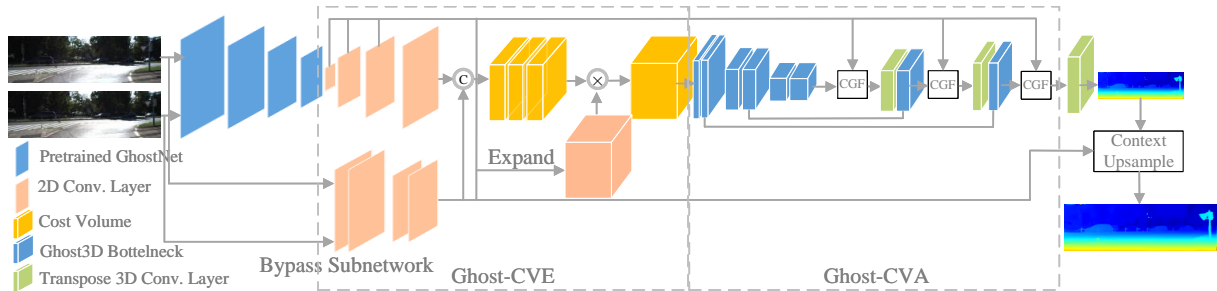 C
×
CGF
CGF
CGF
Context
Upsample
Expand
Pretrained GhostNet
2D Conv. Layer
Cost Volume
Ghost3D Bottelneck
Transpose 3D Conv. Layer
Bypass Subnetwork
Ghost-CVE
Ghost-CVA